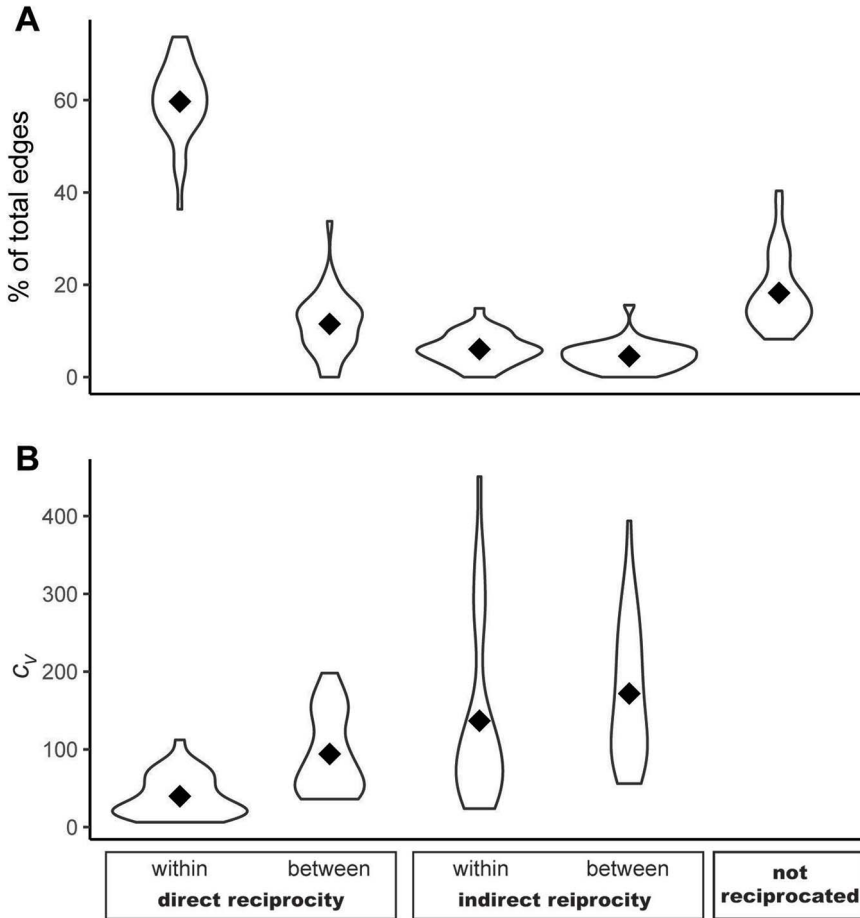 A
% of total edges
60
40
20
0
B
c_v
400
300
200
100
0
within between within between not
direct reciprocity indirect reiprocity reciprocated